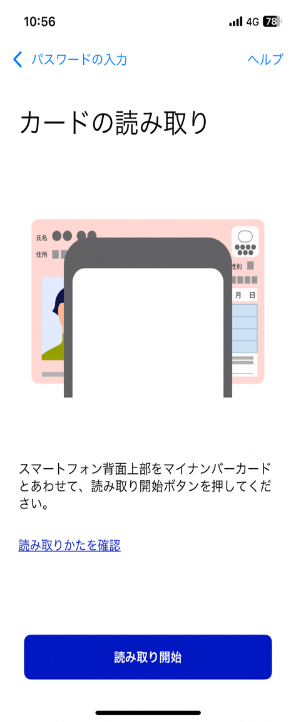 10:56
4G 78
パスワードの入力
ヘルプ
カードの読み取り
氏名
住所
性別
月 日
スマートフォン背面上部をマイナンバーカード
とあわせて、読み取り開始ボタンを押してくだ
さい。
読み取りかたを確認
読み取り開始